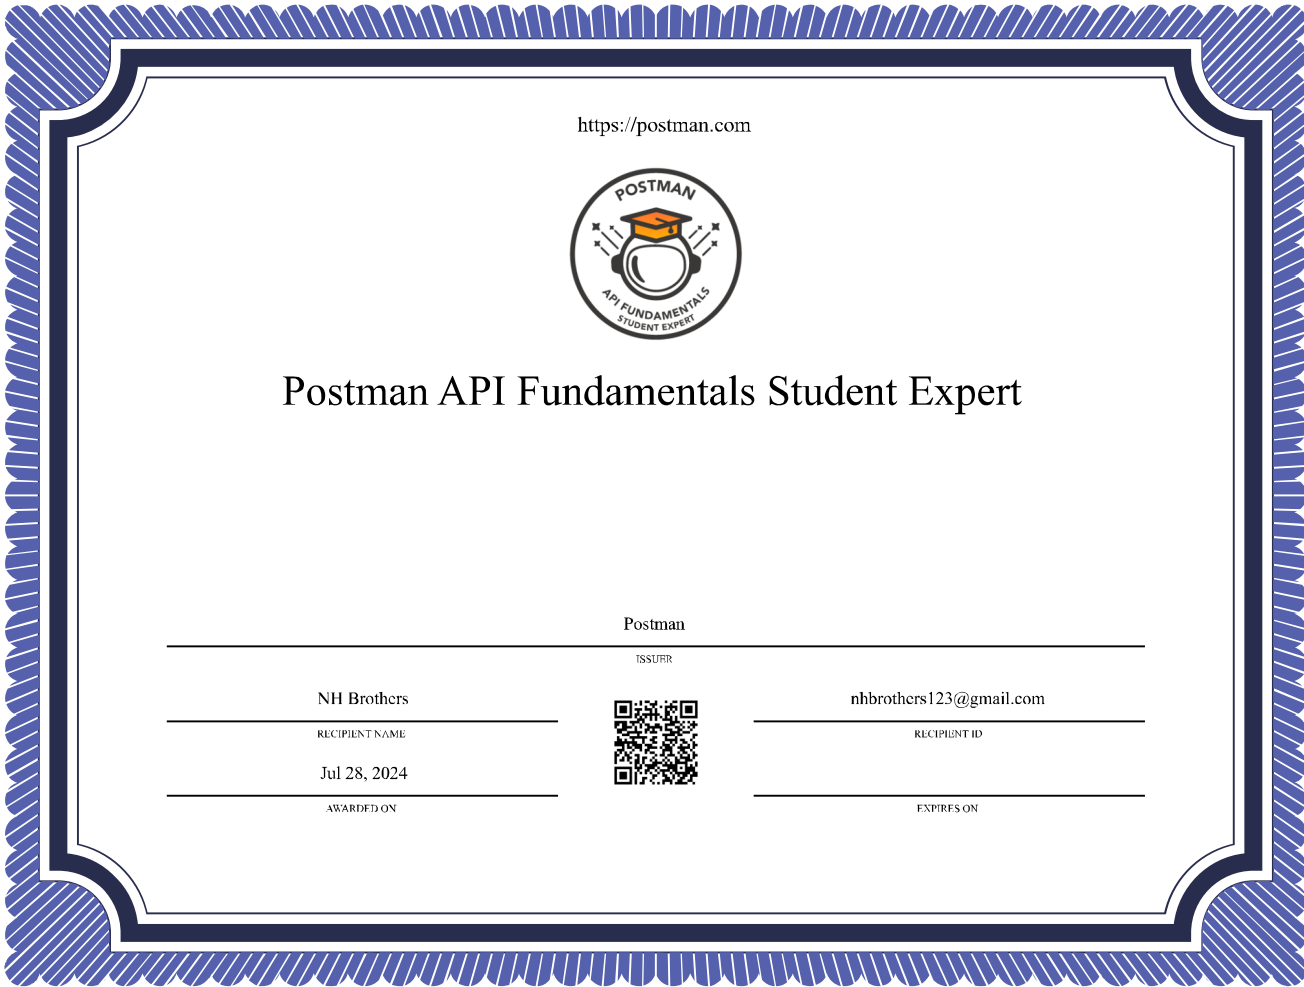 https://postman.com
POSTMAN
API FUNDAMENTALS
STUDENT EXPERT
Postman API Fundamentals Student Expert
Postman
ISSUER
NH Brothers
nhbrothers123@gmail.com
RECIPIENT NAME
RECIPIENT ID
Jul 28, 2024
AWARDED ON
EXPIRES ON